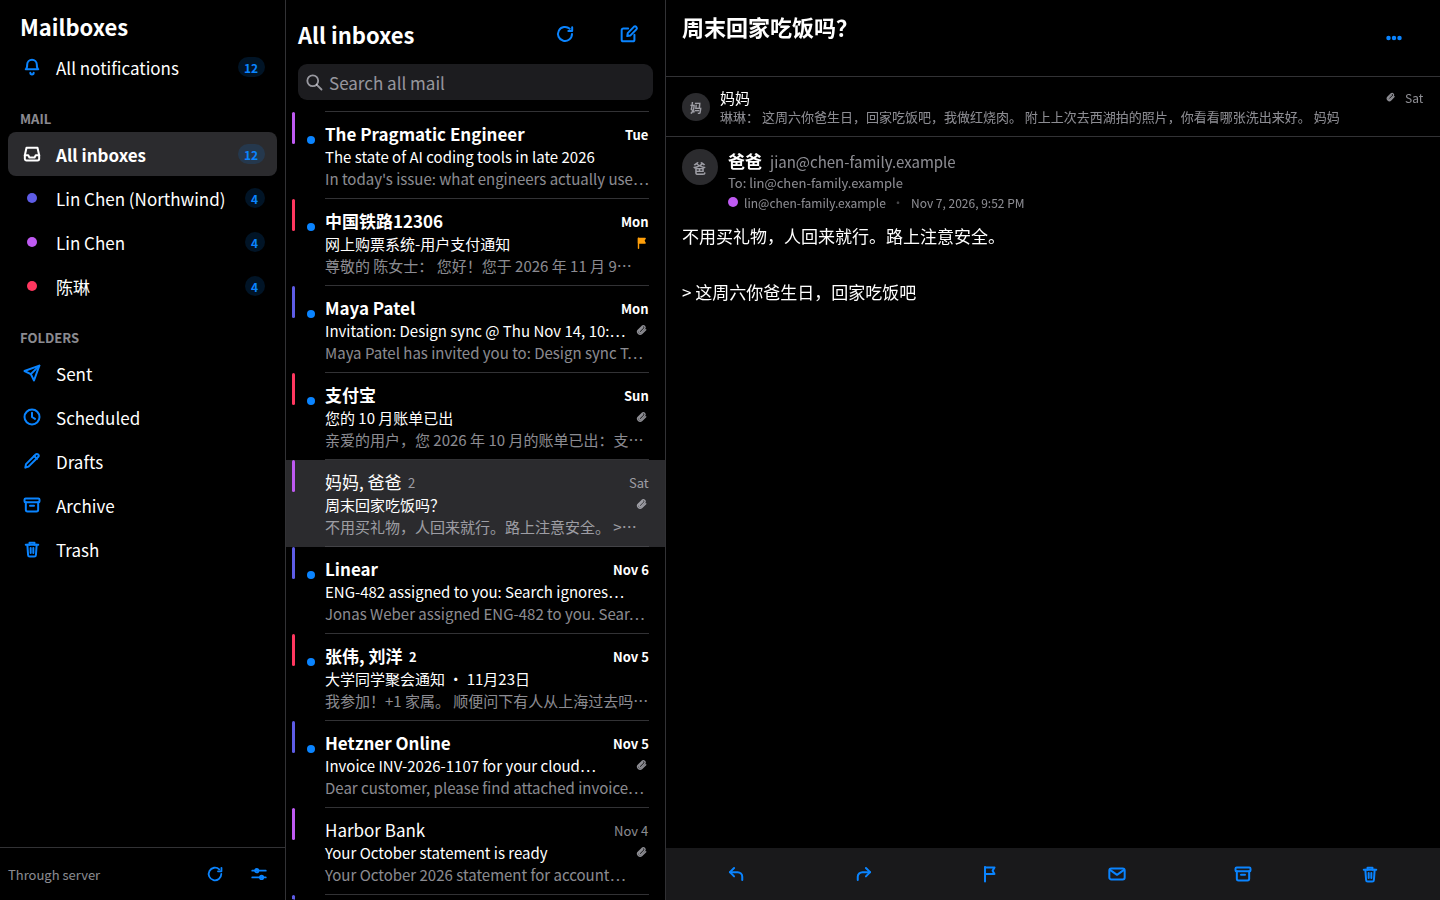 Mailboxes
All notifications 12
MAIL
All inboxes 12
Lin Chen (Northwind) 4
Lin Chen 4
陈琳 4
FOLDERS
Sent
Scheduled
Drafts
Archive
Trash
Through server
All inboxes
Search all mail
The Pragmatic Engineer Tue
The state of AI coding tools in late 2026
In today's issue: what engineers actually use…
中国铁路12306 Mon
网上购票系统-用户支付通知
尊敬的 陈女士： 您好！您于 2026 年 11 月 9…
Maya Patel Mon
Invitation: Design sync @ Thu Nov 14, 10:…
Maya Patel has invited you to: Design sync T…
支付宝 Sun
您的 10 月账单已出
亲爱的用户，您 2026 年 10 月的账单已出：支…
妈妈, 爸爸 2 Sat
周末回家吃饭吗？
不用买礼物，人回来就行。路上注意安全。 >…
Linear Nov 6
ENG-482 assigned to you: Search ignores…
Jonas Weber assigned ENG-482 to you. Sear…
张伟, 刘洋 2 Nov 5
大学同学聚会通知 · 11月23日
我参加！+1 家属。 顺便问下有人从上海过去吗…
Hetzner Online Nov 5
Invoice INV-2026-1107 for your cloud…
Dear customer, please find attached invoice…
Harbor Bank Nov 4
Your October statement is ready
Your October 2026 statement for account…
周末回家吃饭吗？
妈 妈妈 Sat
琳琳： 这周六你爸生日，回家吃饭吧，我做红烧肉。 附上上次去西湖拍的照片，你看看哪张洗出来好。 妈妈
爸 爸爸 jian@chen-family.example
To: lin@chen-family.example
lin@chen-family.example · Nov 7, 2026, 9:52 PM
不用买礼物，人回来就行。路上注意安全。
> 这周六你爸生日，回家吃饭吧